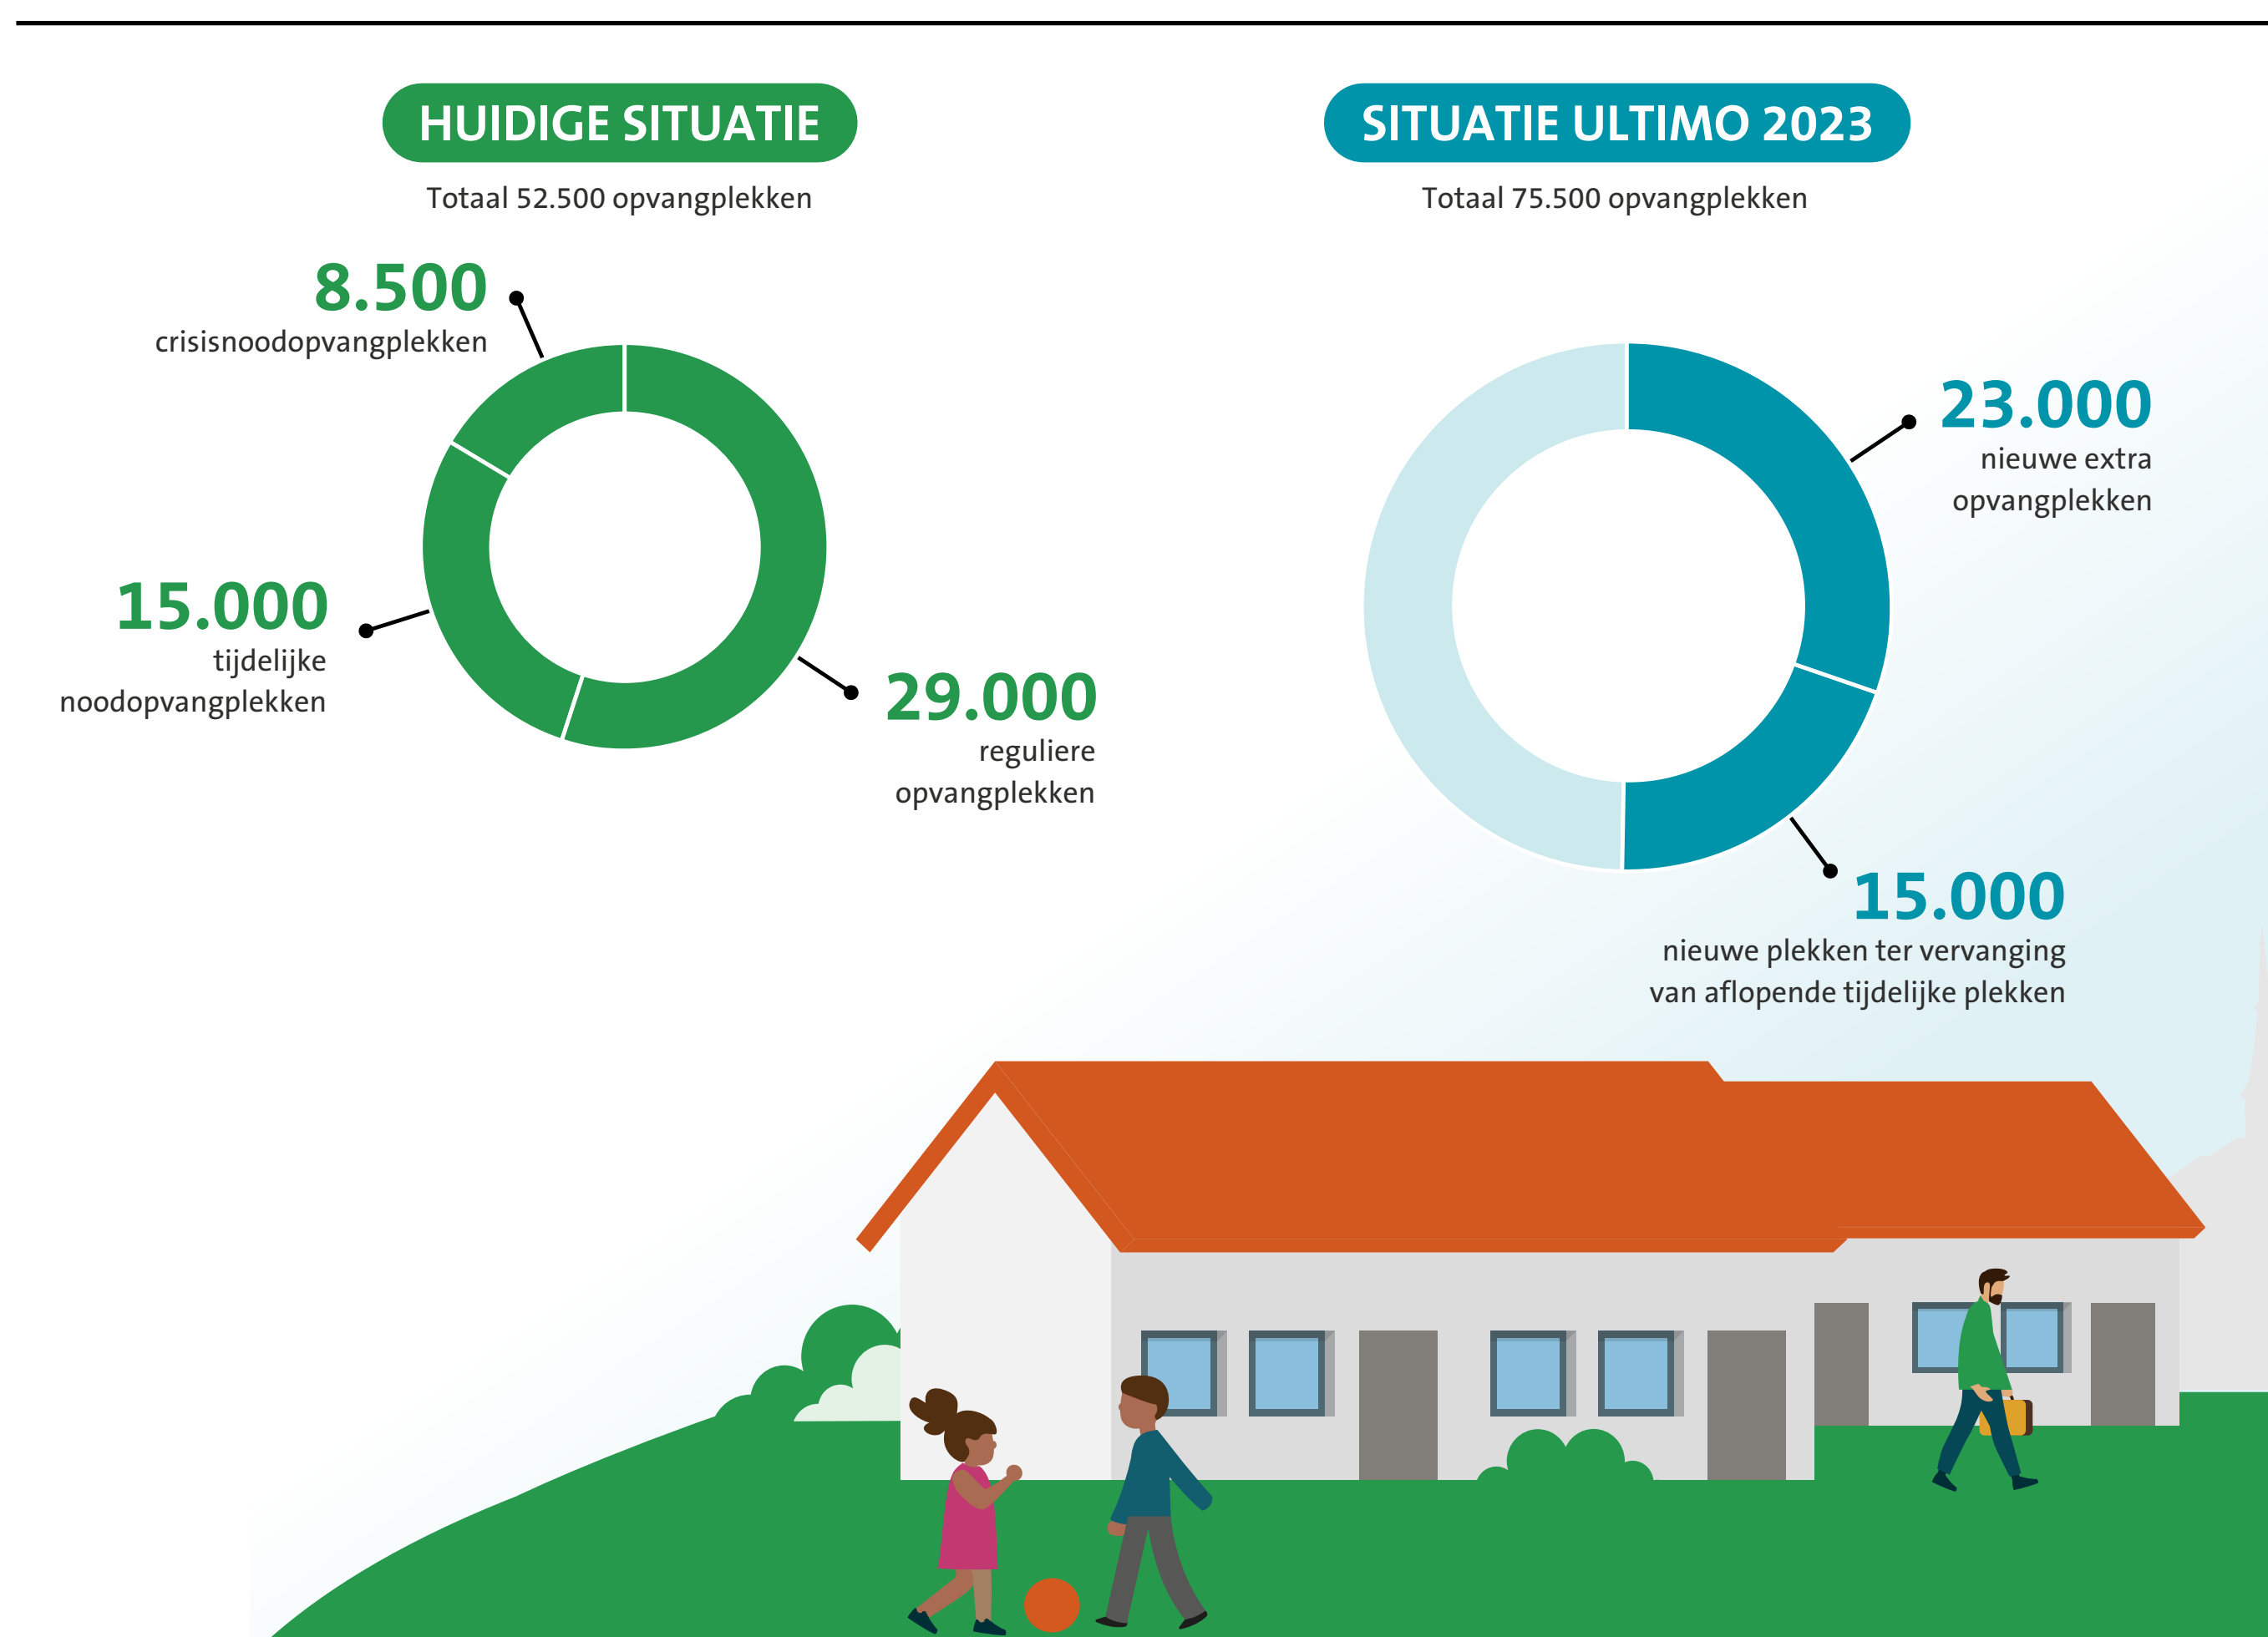 HUIDIGE SITUATIE
Totaal 52.500 opvangplekken
8.500
crisisnoodopvangplekken
15.000
tijdelijke
noodopvangplekken
29.000
reguliere
opvangplekken
SITUATIE ULTIMO 2023
Totaal 75.500 opvangplekken
23.000
nieuwe extra
opvangplekken
15.000
nieuwe plekken ter vervanging
van aflopende tijdelijke plekken